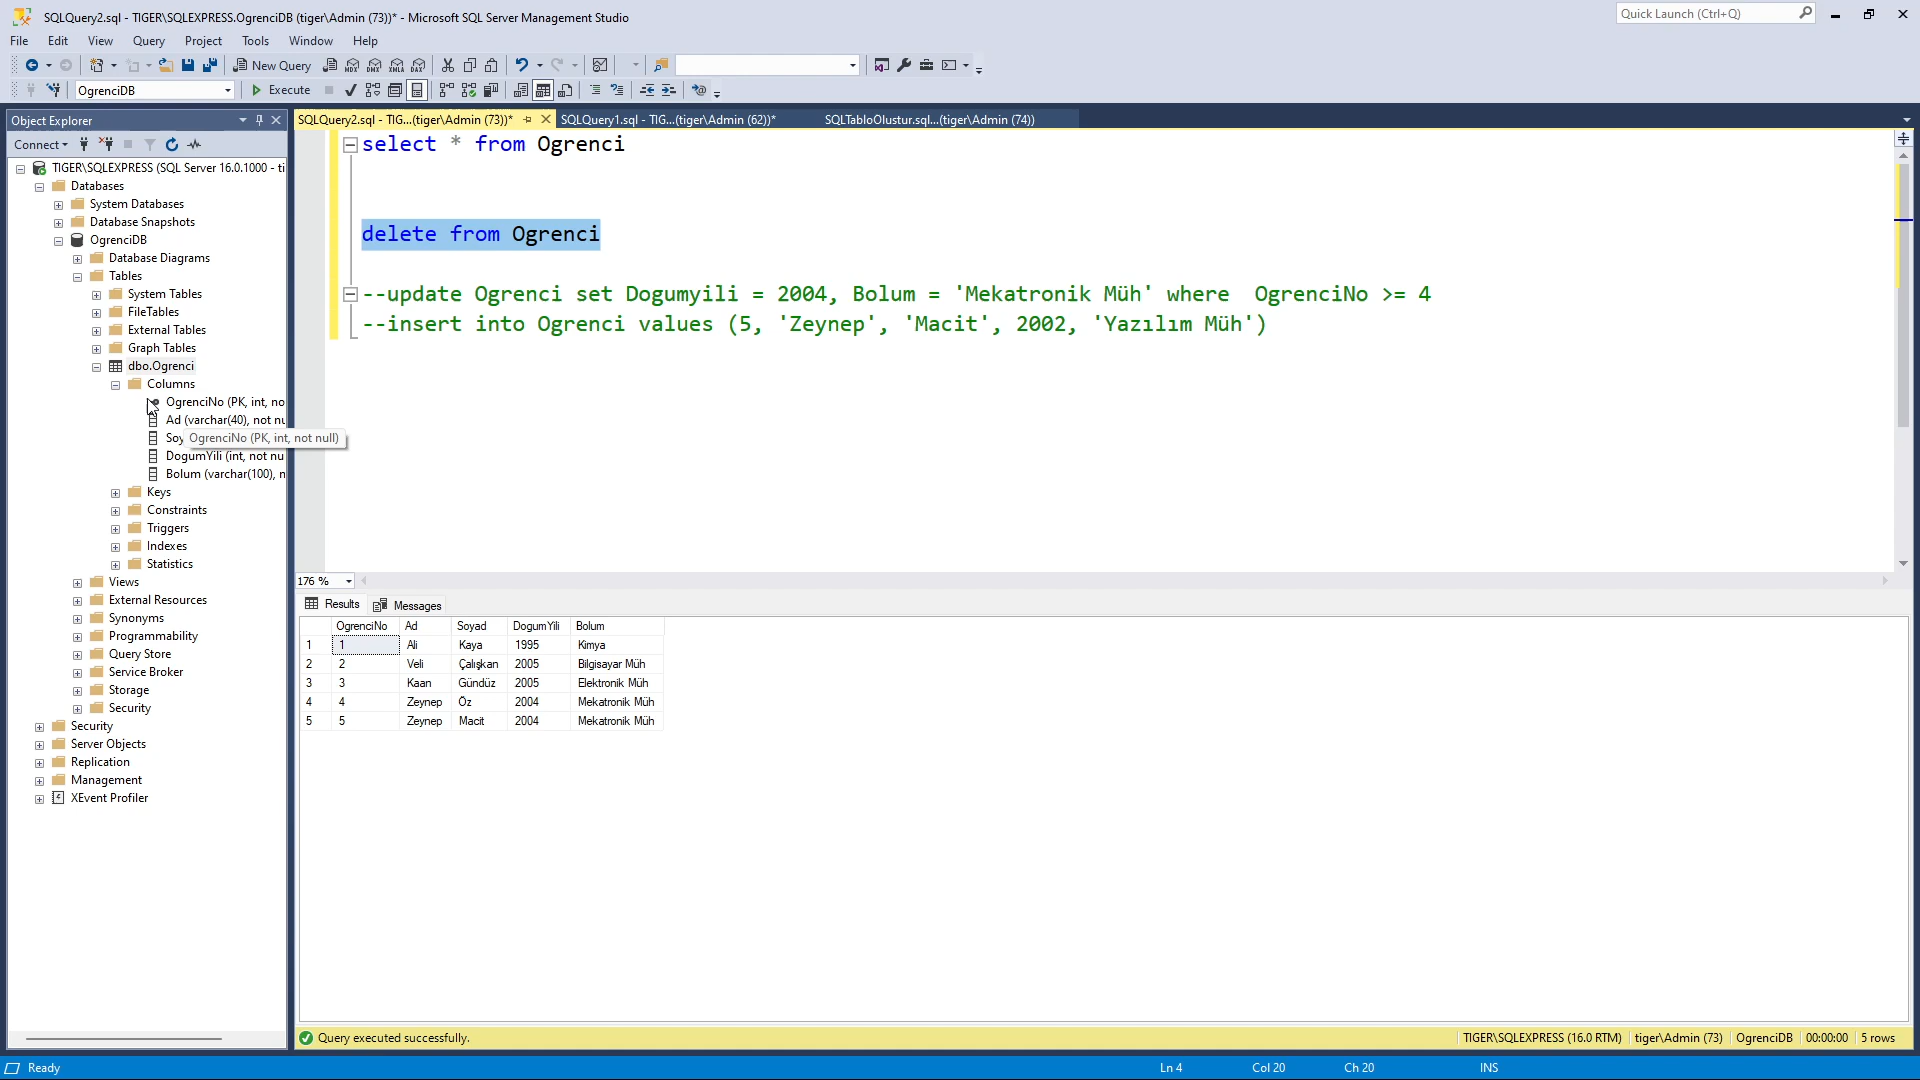 SQLQuery2.sql - TIGER\SQLEXPRESS.OgrenciDB (tiger\Admin (73))* - Microsoft SQL Server Management Studio
Quick Launch (Ctrl+Q)
File Edit View Query Project Tools Window Help
New Query
MDX DMX XMLA DAX
OgrenciDB
Execute
Object Explorer
SQLQuery2.sql - TIG...(tiger\Admin (73))*
SQLQuery1.sql - TIG...(tiger\Admin (62))*
SQLTabloOlustur.sql...(tiger\Admin (74))
Connect
TIGER\SQLEXPRESS (SQL Server 16.0.1000 - ti
Databases
System Databases
Database Snapshots
OgrenciDB
Database Diagrams
Tables
System Tables
FileTables
External Tables
Graph Tables
dbo.Ogrenci
Columns
OgrenciNo (PK, int, no
Ad (varchar(40), not nu
Soy
OgrenciNo (PK, int, not null)
DogumYili (int, not nu
Bolum (varchar(100), n
Keys
Constraints
Triggers
Indexes
Statistics
Views
External Resources
Synonyms
Programmability
Query Store
Service Broker
Storage
Security
Security
Server Objects
Replication
Management
XEvent Profiler
select * from Ogrenci
delete from Ogrenci
--update Ogrenci set Dogumyili = 2004, Bolum = 'Mekatronik Müh' where  OgrenciNo >= 4
--insert into Ogrenci values (5, 'Zeynep', 'Macit', 2002, 'Yazılım Müh')
176 %
Results Messages
OgrenciNo Ad Soyad DogumYili Bolum
1 1 Ali Kaya 1995 Kimya
2 2 Veli Çalışkan 2005 Bilgisayar Müh
3 3 Kaan Gündüz 2005 Elektronik Müh
4 4 Zeynep Öz 2004 Mekatronik Müh
5 5 Zeynep Macit 2004 Mekatronik Müh
Query executed successfully.
TIGER\SQLEXPRESS (16.0 RTM) tiger\Admin (73) OgrenciDB 00:00:00 5 rows
Ready Ln 4 Col 20 Ch 20 INS